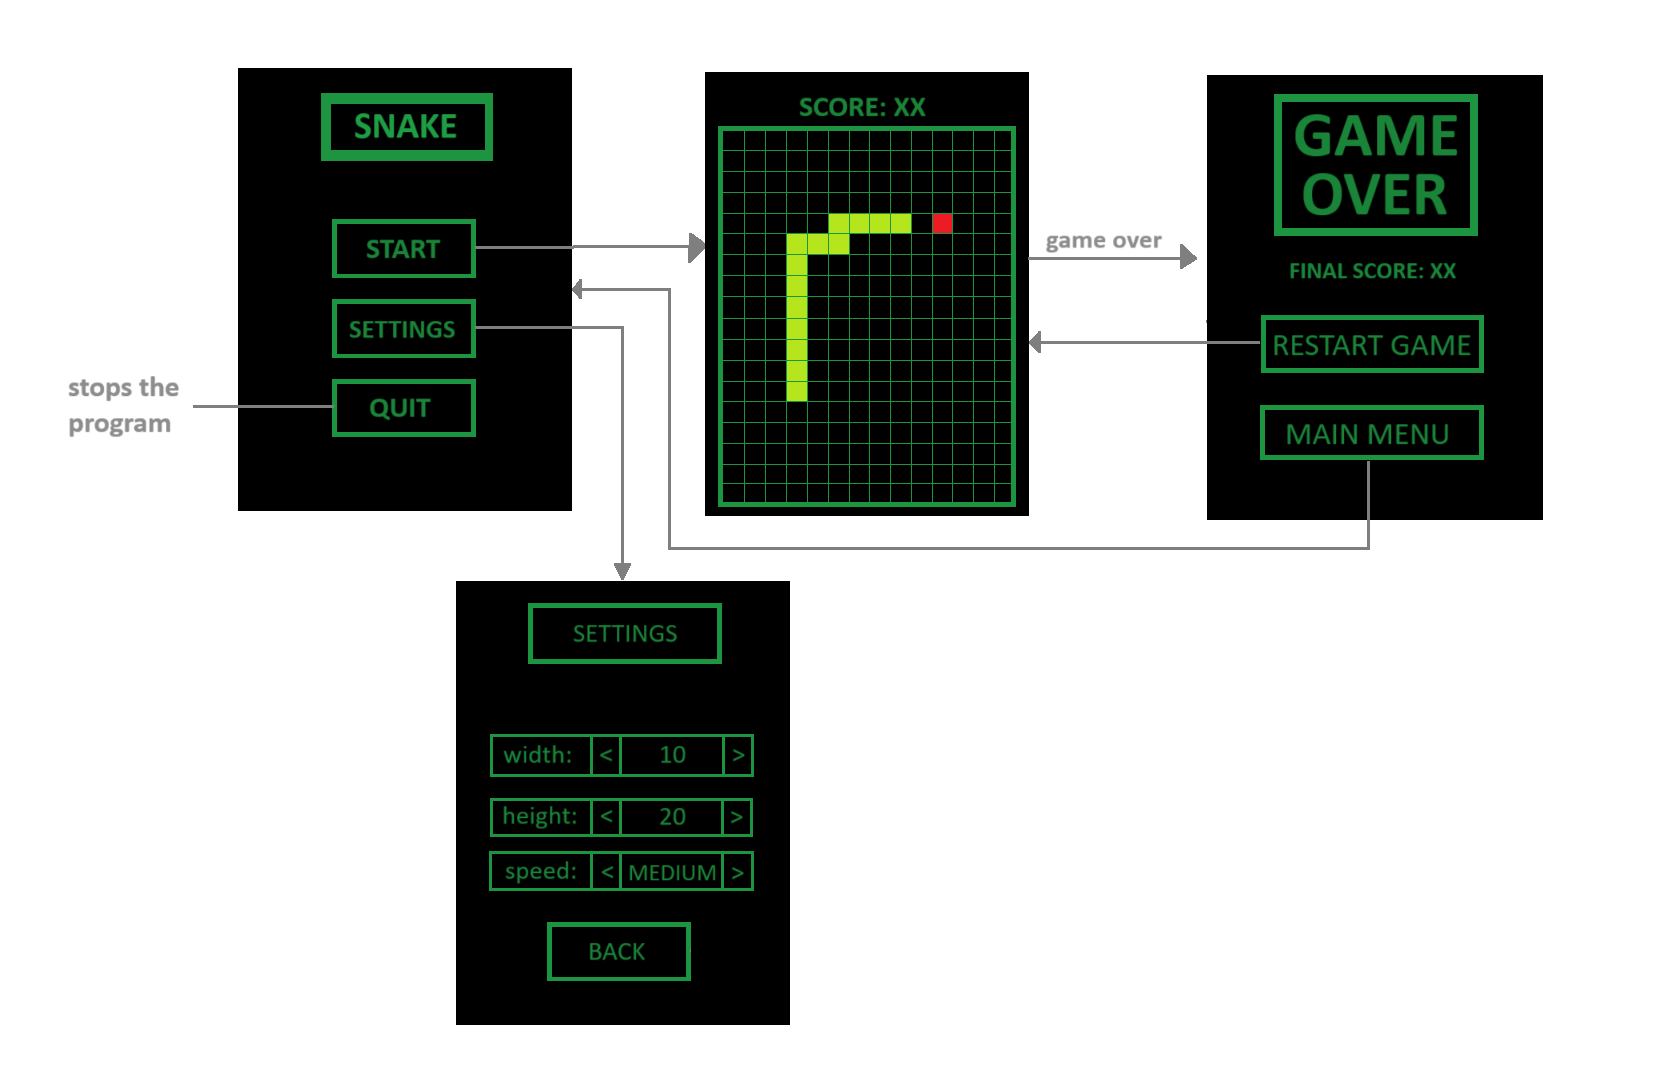 SNAKE
START
SETTINGS
QUIT
stops the
program
SCORE: XX
game over
GAME
OVER
FINAL SCORE: XX
RESTART GAME
MAIN MENU
SETTINGS
width: < 10 >
height: < 20 >
speed: < MEDIUM >
BACK